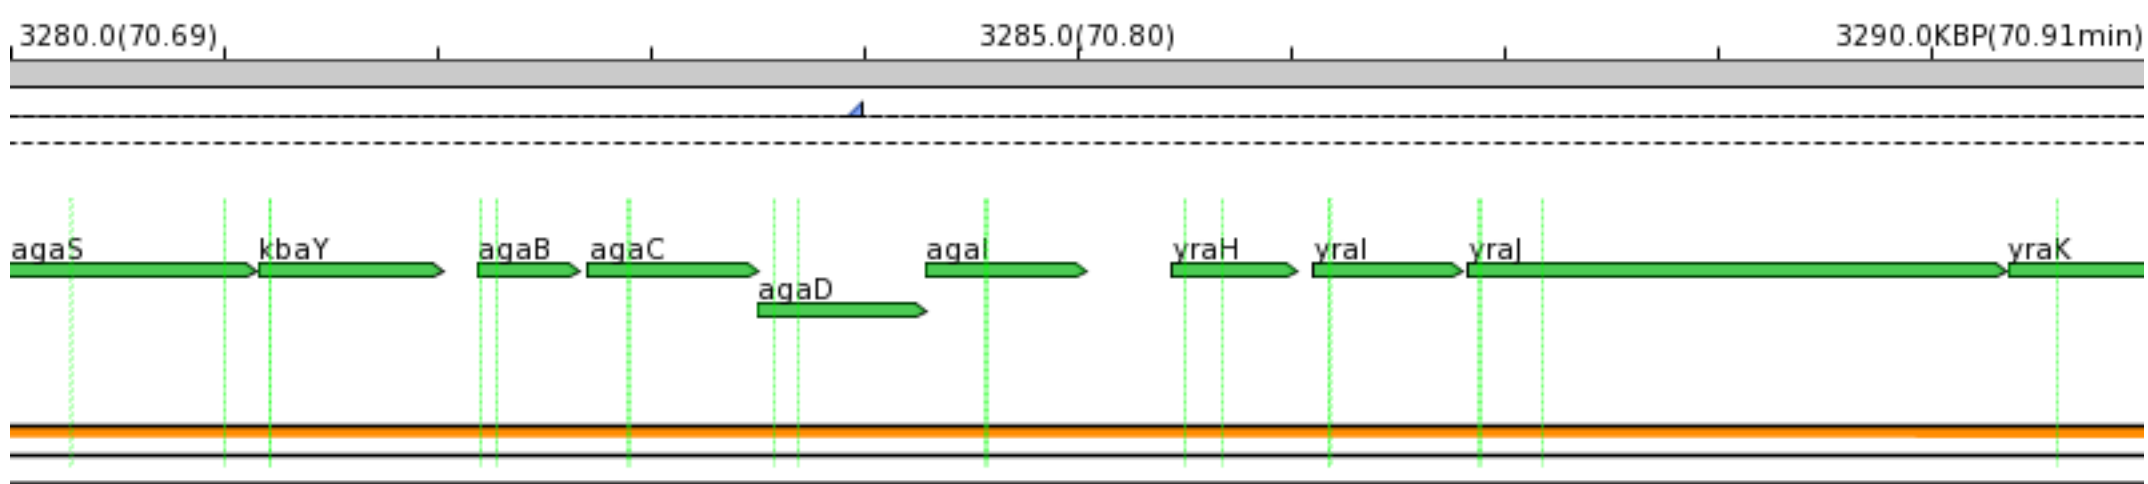 3280.0(70.69) 3285.0(70.80) 3290.0KBP(70.91min)
agaS kbaY agaB agaC agaI yraH yraI yraJ yraK
agaD